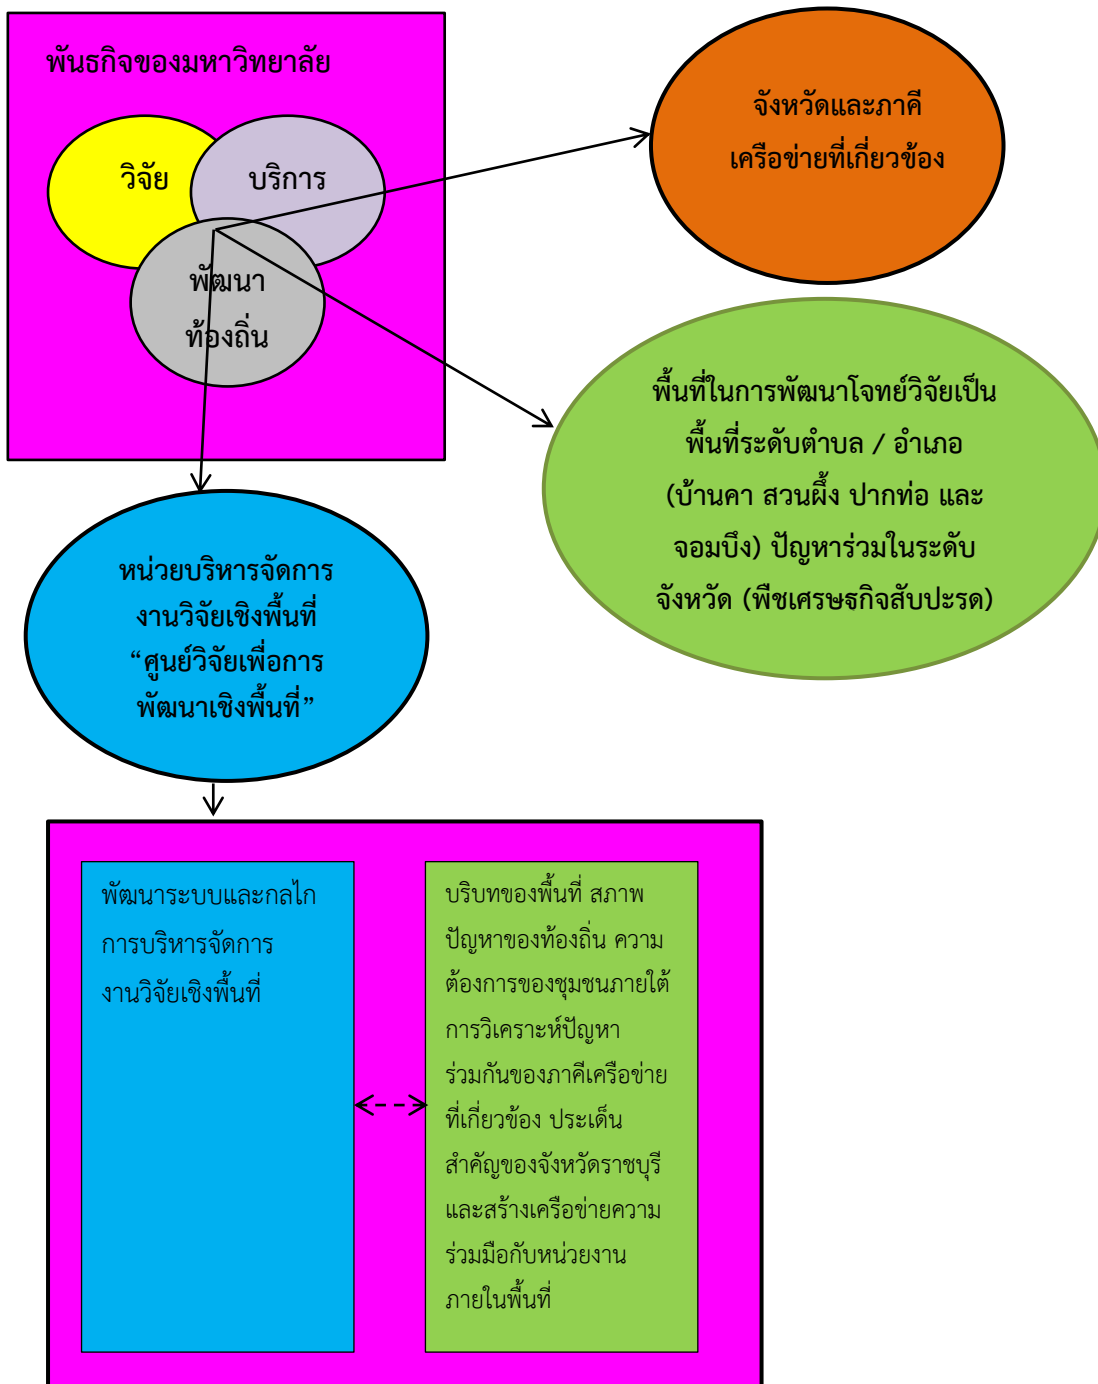 พันธกิจของมหาวิทยาลัย
วิจัย
บริการ
พัฒนา
ท้องถิ่น
จังหวัดและภาคี
เครือข่ายที่เกี่ยวข้อง
พื้นที่ในการพัฒนาโจทย์วิจัยเป็น
พื้นที่ระดับตำบล / อำเภอ
(บ้านคา สวนผึ้ง ปากท่อ และ
จอมบึง) ปัญหาร่วมในระดับ
จังหวัด (พืชเศรษฐกิจสับปะรด)
หน่วยบริหารจัดการ
งานวิจัยเชิงพื้นที่
“ศูนย์วิจัยเพื่อการ
พัฒนาเชิงพื้นที่”
พัฒนาระบบและกลไก
การบริหารจัดการ
งานวิจัยเชิงพื้นที่
บริบทของพื้นที่ สภาพ
ปัญหาของท้องถิ่น ความ
ต้องการของชุมชนภายใต้
การวิเคราะห์ปัญหา
ร่วมกันของภาคีเครือข่าย
ที่เกี่ยวข้อง ประเด็น
สำคัญของจังหวัดราชบุรี
และสร้างเครือข่ายความ
ร่วมมือกับหน่วยงาน
ภายในพื้นที่